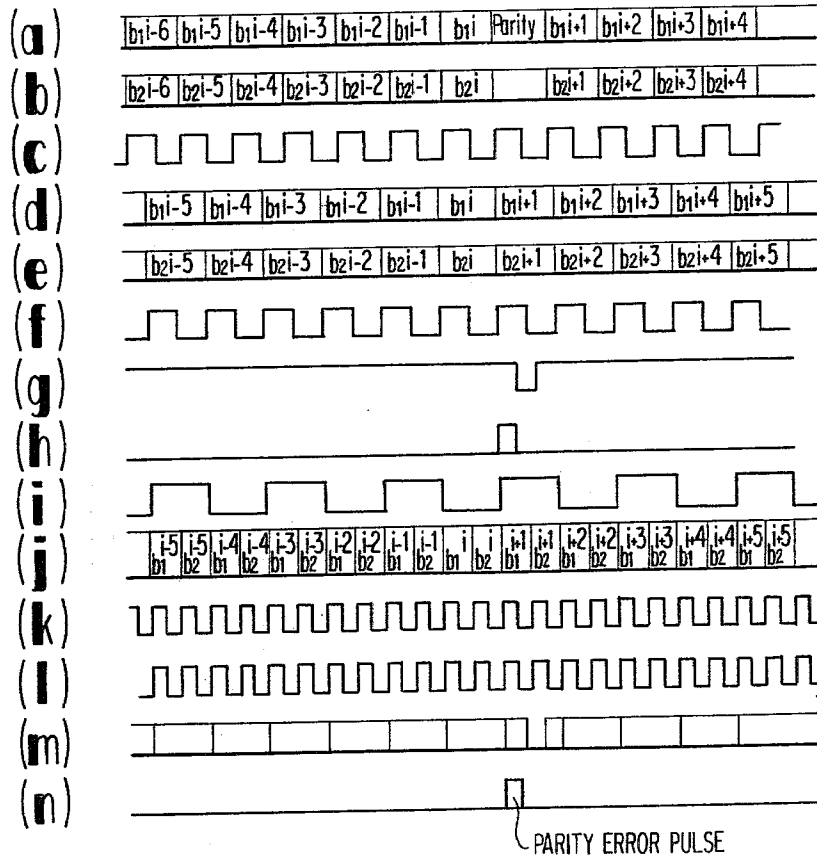 (a) b1i-6 b1i-5 b1i-4 b1i-3 b1i-2 b1i-1 b1i Parity b1i+1 b1i+2 b1i+3 b1i+4
(b) b2i-6 b2i-5 b2i-4 b2i-3 b2i-2 b2i-1 b2i b2i+1 b2i+2 b2i+3 b2i+4
(c)
(d) b1i-5 b1i-4 b1i-3 b1i-2 b1i-1 b1i b1i+1 b1i+2 b1i+3 b1i+4 b1i+5
(e) b2i-5 b2i-4 b2i-3 b2i-2 b2i-1 b2i b2i+1 b2i+2 b2i+3 b2i+4 b2i+5
(f)
(g)
(h)
(i)
(j) i-5 i-5 i-4 i-4 i-3 i-3 i-2 i-2 i-1 i-1 i i i+1 i+1 i+2 i+2 i+3 i+3 i+4 i+4 i+5 i+5
b1 b2 b1 b2 b1 b2 b1 b2 b1 b2 b1 b2 b1 b2 b1 b2 b1 b2 b1 b2 b1 b2
(k)
(l)
(m)
(n)
PARITY ERROR PULSE